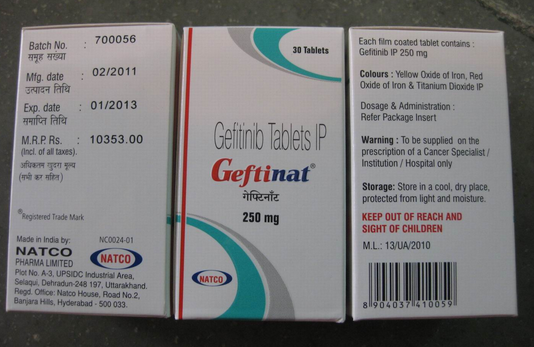 Batch No. : 700056
समूह संख्या
Mfg. date : 02/2011
उत्पादन तिथि
Exp. date : 01/2013
समाप्ति तिथि
M.R.P. Rs. : 10353.00
(Incl. of all taxes).
अधिकतम खुदरा मूल्य
(सभी कर सहित)
®Registered Trade Mark
Made in India by: NC0024-01
NATCO
PHARMA LIMITED
NATCO
Plot No. A-3, UPSIDC Industrial Area,
Selaqui, Dehradun-248 197, Uttarakhand.
Regd. Office: Natco House, Road No.2,
Banjara Hills, Hyderabad - 500 033.
30 Tablets
Gefitinib Tablets IP
Geftinat®
गेफ्टिनॅट
250 mg
NATCO
Each film coated tablet contains :
Gefitinib IP 250 mg
Colours : Yellow Oxide of Iron, Red
Oxide of Iron & Titanium Dioxide IP
Dosage & Administration :
Refer Package Insert
Warning : To be supplied on the
prescription of a Cancer Specialist /
Institution / Hospital only
Storage: Store in a cool, dry place,
protected from light and moisture.
KEEP OUT OF REACH AND
SIGHT OF CHILDREN
M.L.: 13/UA/2010
8 904037 410059